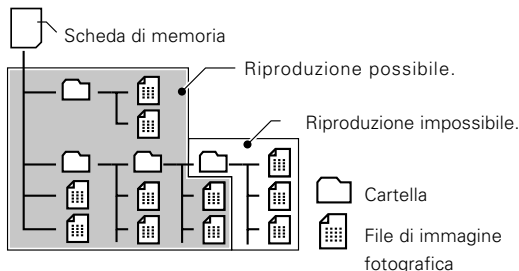 Scheda di memoria
Riproduzione possibile.
Riproduzione impossibile.
Cartella
File di immagine
fotografica